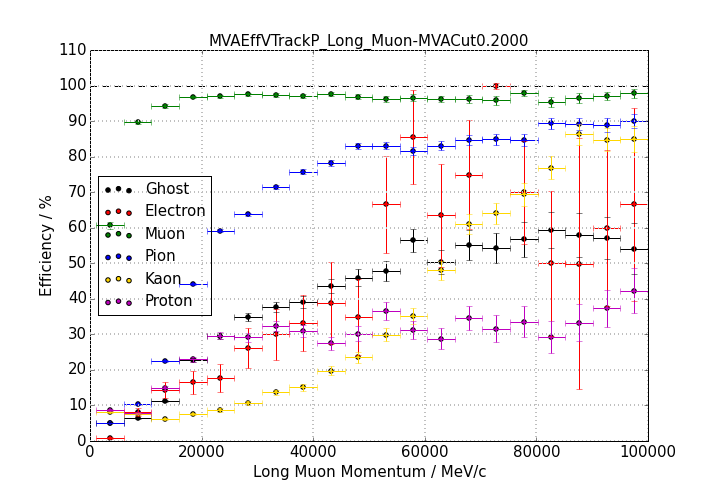 MVAEffVTrackP_Long_Muon-MVACut0.2000
110
100
90
80
70
60
50
40
30
20
10
0
Efficiency / %
Ghost
Electron
Muon
Pion
Kaon
Proton
0 20000 40000 60000 80000 100000
Long Muon Momentum / MeV/c